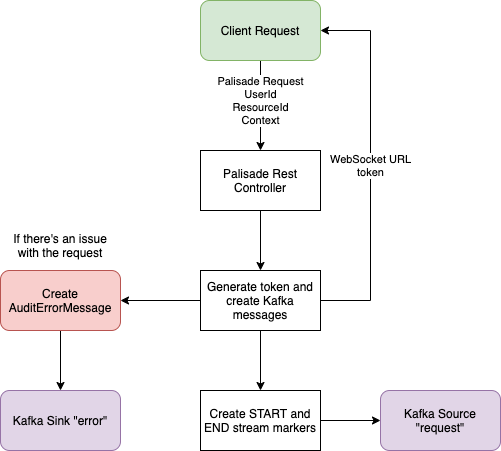 Client Request
Palisade Request
UserId
ResourceId
Context
WebSocket URL
token
Palisade Rest
Controller
If there's an issue
with the request
Create
AuditErrorMessage
Generate token and
create Kafka
messages
Kafka Sink "error"
Create START and
END stream markers
Kafka Source
"request"